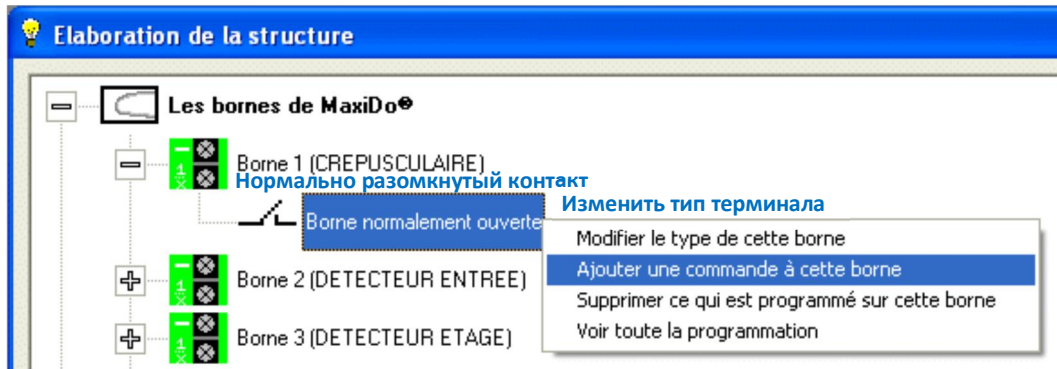 Elaboration de la structure
Les bornes de MaxiDo®
Borne 1 (CREPUSCULAIRE)
Нормально разомкнутый контакт
Изменить тип терминала
Borne normalement ouverte
Modifier le type de cette borne
Ajouter une commande à cette borne
Borne 2 (DETECTEUR ENTREE)
Supprimer ce qui est programmé sur cette borne
Voir toute la programmation
Borne 3 (DETECTEUR ETAGE)